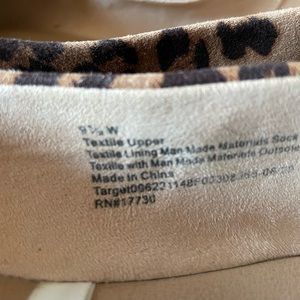 9½ W
Textile Upper
Textile Lining Man Made Materials Sock
Textile with Man Made Materials Outsole
Made in China
RN#17730